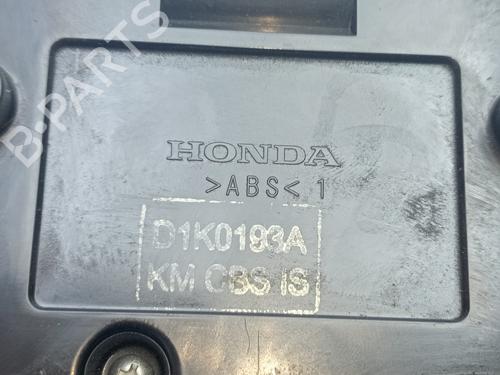 B-PARTS
HONDA
>ABS< 1
D1K0193A
KM CBS IS